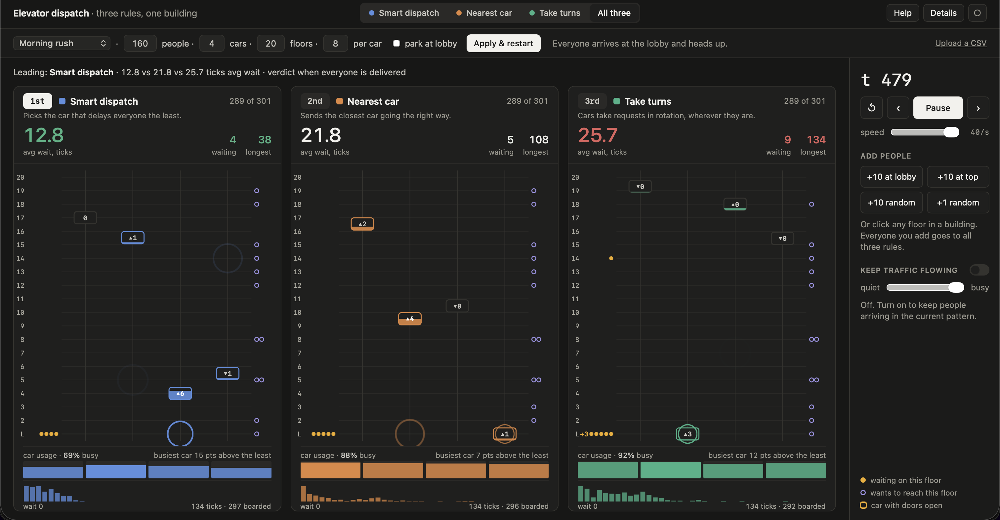 Elevator dispatch · three rules, one building
Smart dispatch
Nearest car
Take turns
All three
Help
Details
Morning rush · 160 people · 4 cars · 20 floors · 8 per car park at lobby Apply & restart Everyone arrives at the lobby and heads up.
Upload a CSV
Leading: Smart dispatch · 12.8 vs 21.8 vs 25.7 ticks avg wait · verdict when everyone is delivered
1st Smart dispatch 289 of 301
Picks the car that delays everyone the least.
12.8 4 38
avg wait, ticks waiting longest
20
19
18
17 0
16
15 ▲1
14
13
12
11
10
9
8
7
6
5 ▼1
4 ▲6
3
2
L
car usage · 69% busy busiest car 15 pts above the least
wait 0 134 ticks · 297 boarded
2nd Nearest car 289 of 301
Sends the closest car going the right way.
21.8 5 108
avg wait, ticks waiting longest
20
19
18
17
▲2
16
15
14
13
12
11
▼0
10
▲4
9
8
7
6
5
4
3
2
L ▲1
car usage · 88% busy busiest car 7 pts above the least
wait 0 134 ticks · 296 boarded
3rd Take turns 289 of 301
Cars take requests in rotation, wherever they are.
25.7 9 134
avg wait, ticks waiting longest
20
▼0
19
18 ▲0
17
16
▼0
15
14
13
12
11
10
9
8
7
6
5
4
3
2
L +3 ▲3
car usage · 92% busy busiest car 12 pts above the least
wait 0 134 ticks · 292 boarded
t 479
‹ Pause ›
speed 40/s
ADD PEOPLE
+10 at lobby +10 at top
+10 random +1 random
Or click any floor in a building.
Everyone you add goes to all
three rules.
KEEP TRAFFIC FLOWING
quiet busy
Off. Turn on to keep people
arriving in the current pattern.
waiting on this floor
wants to reach this floor
car with doors open